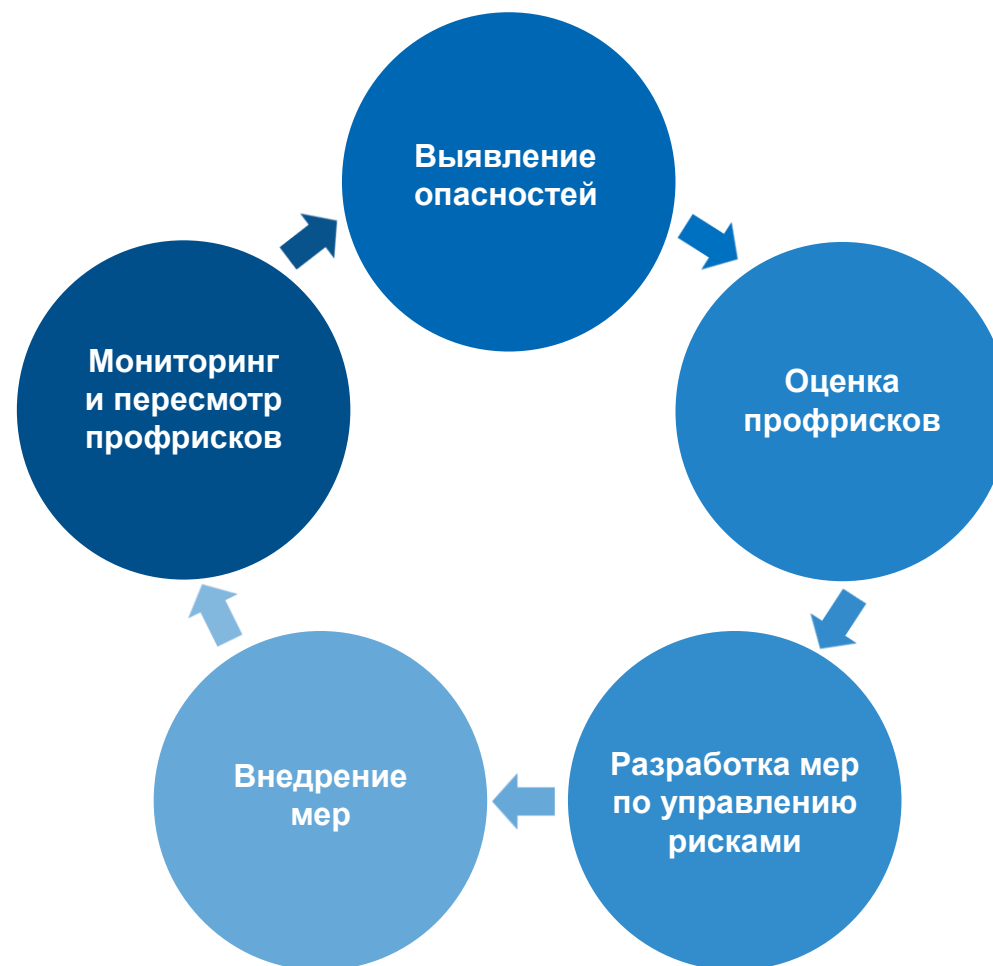 Выявление
опасностей
Оценка
профрисков
Разработка мер
по управлению
рисками
Внедрение
мер
Мониторинг
и пересмотр
профрисков